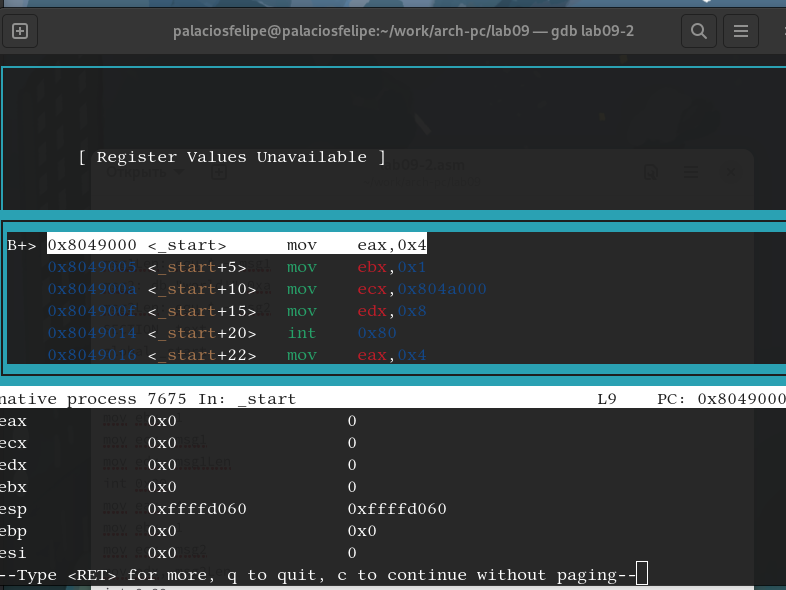 palaciosfelipe@palaciosfelipe:~/work/arch-pc/lab09 — gdb lab09-2
[ Register Values Unavailable ]
B+> 0x8049000 <_start> mov eax,0x4
0x8049005 <_start+5> mov ebx,0x1
0x804900a <_start+10> mov ecx,0x804a000
0x804900f <_start+15> mov edx,0x8
0x8049014 <_start+20> int 0x80
0x8049016 <_start+22> mov eax,0x4
native process 7675 In: _start L9 PC: 0x8049000
eax 0x0 0
ecx 0x0 0
edx 0x0 0
ebx 0x0 0
esp 0xffffd060 0xffffd060
ebp 0x0 0x0
esi 0x0 0
--Type <RET> for more, q to quit, c to continue without paging--